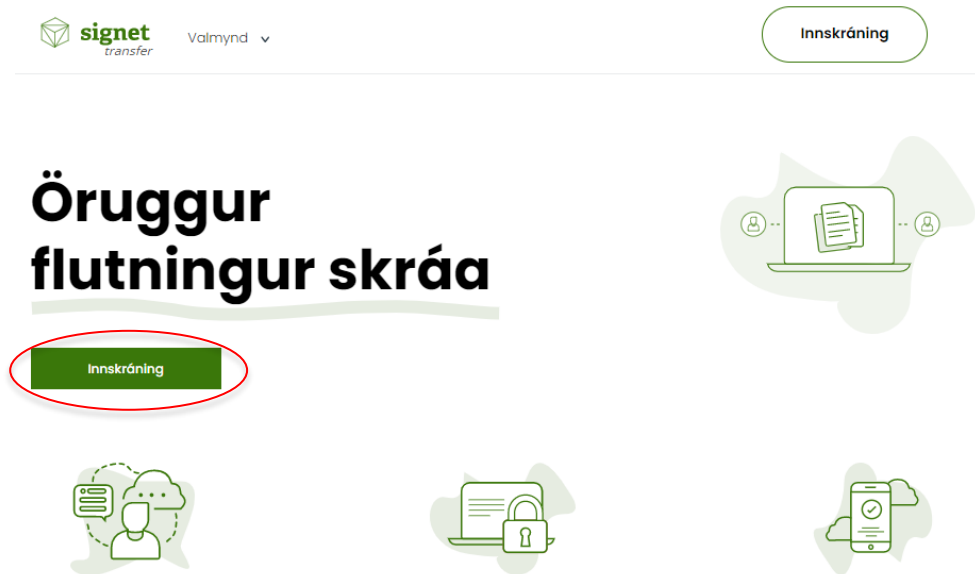 signet
transfer
Valmynd
Innskráning
Öruggur
flutningur skráa
Innskráning